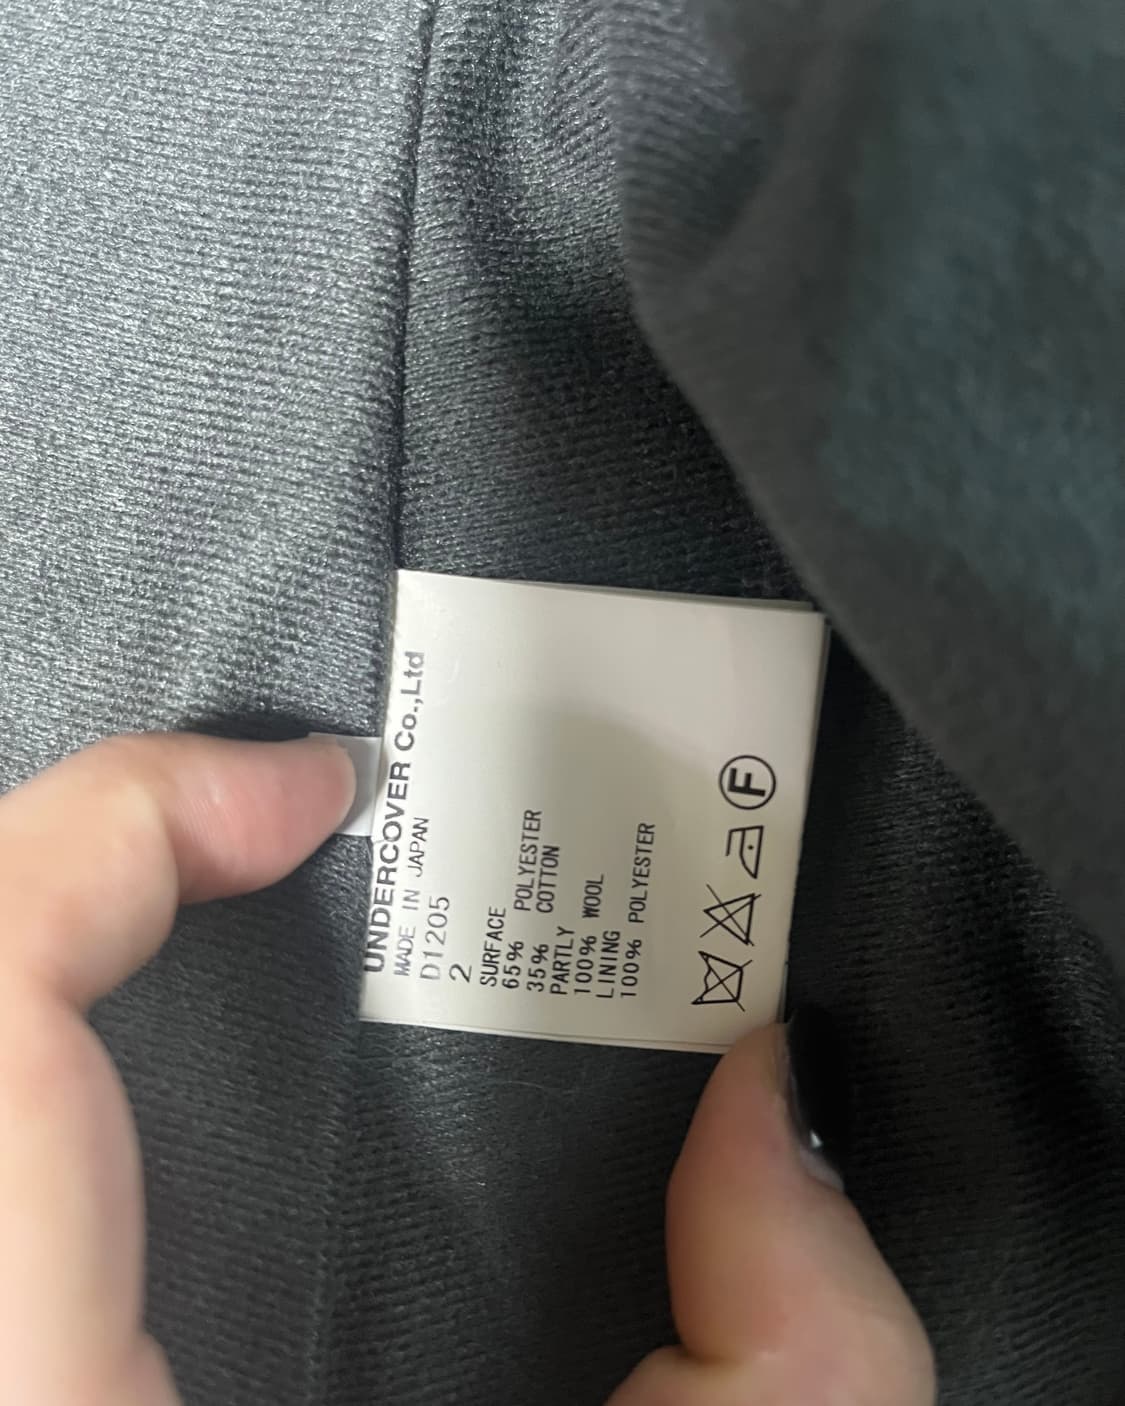 UNDERCOVER Co.,Ltd
MADE IN JAPAN
D1205
2
SURFACE
65% POLYESTER
35% COTTON
PARTLY
100% WOOL
LINING
100% POLYESTER
F